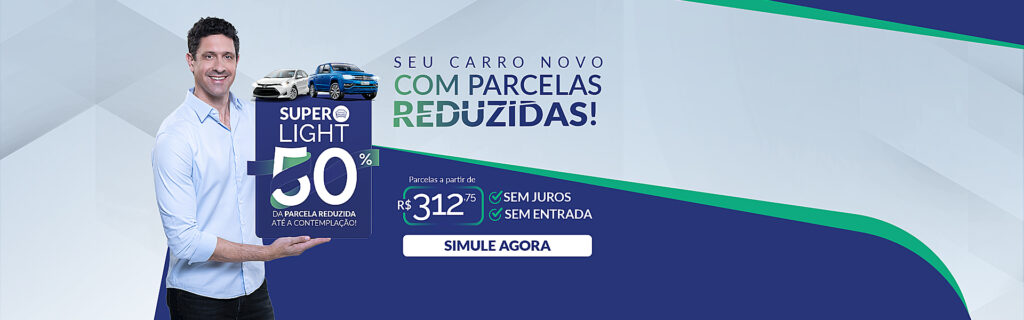 SEU CARRO NOVO
COM PARCELAS
REDUZIDAS!
SUPER
LIGHT
50%
DA PARCELA REDUZIDA
ATÉ A CONTEMPLAÇÃO!
Parcelas a partir de
R$ 312,75
SEM JUROS
SEM ENTRADA
SIMULE AGORA